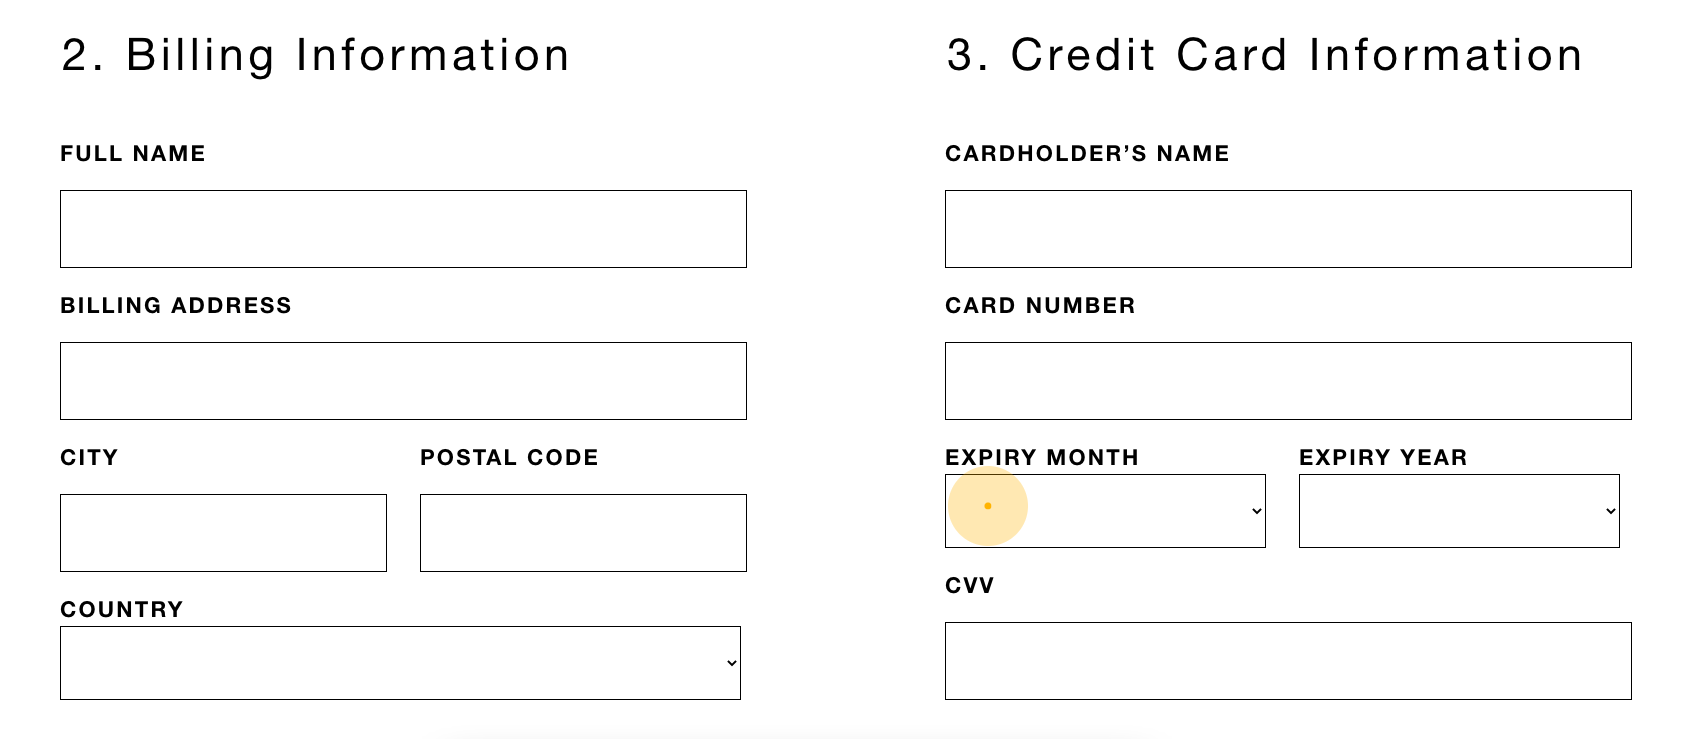 2. Billing Information
FULL NAME
BILLING ADDRESS
CITY
POSTAL CODE
COUNTRY
3. Credit Card Information
CARDHOLDER’S NAME
CARD NUMBER
EXPIRY MONTH
EXPIRY YEAR
CVV